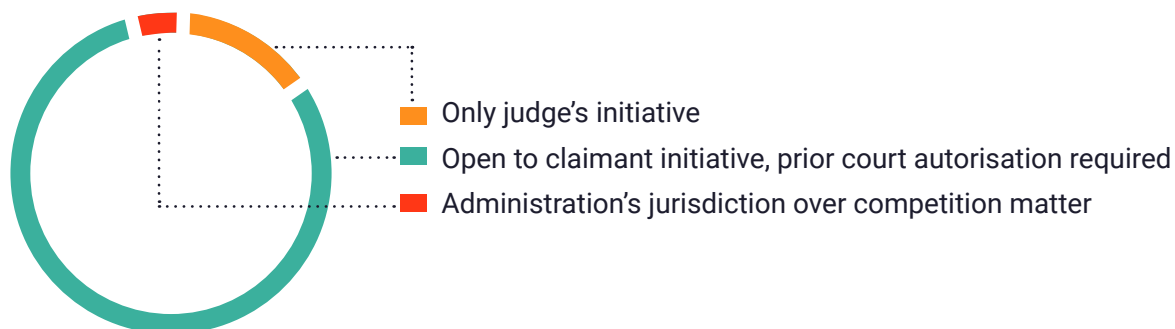 Only judge’s initiative
Open to claimant initiative, prior court autorisation required
Administration’s jurisdiction over competition matter